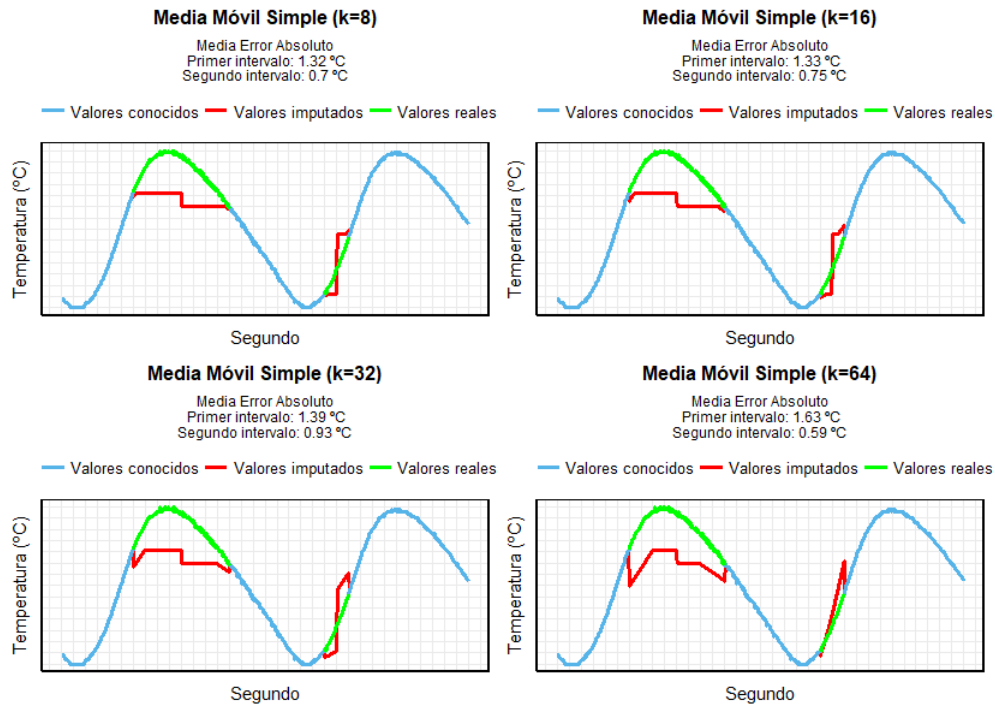 Media Móvil Simple (k=8)
Media Error Absoluto
Primer intervalo: 1.32 ºC
Segundo intervalo: 0.7 ºC
Valores conocidos Valores imputados Valores reales
Temperatura (ºC)
Segundo
Media Móvil Simple (k=16)
Media Error Absoluto
Primer intervalo: 1.33 ºC
Segundo intervalo: 0.75 ºC
Valores conocidos Valores imputados Valores reales
Temperatura (ºC)
Segundo
Media Móvil Simple (k=32)
Media Error Absoluto
Primer intervalo: 1.39 ºC
Segundo intervalo: 0.93 ºC
Valores conocidos Valores imputados Valores reales
Temperatura (ºC)
Segundo
Media Móvil Simple (k=64)
Media Error Absoluto
Primer intervalo: 1.63 ºC
Segundo intervalo: 0.59 ºC
Valores conocidos Valores imputados Valores reales
Temperatura (ºC)
Segundo